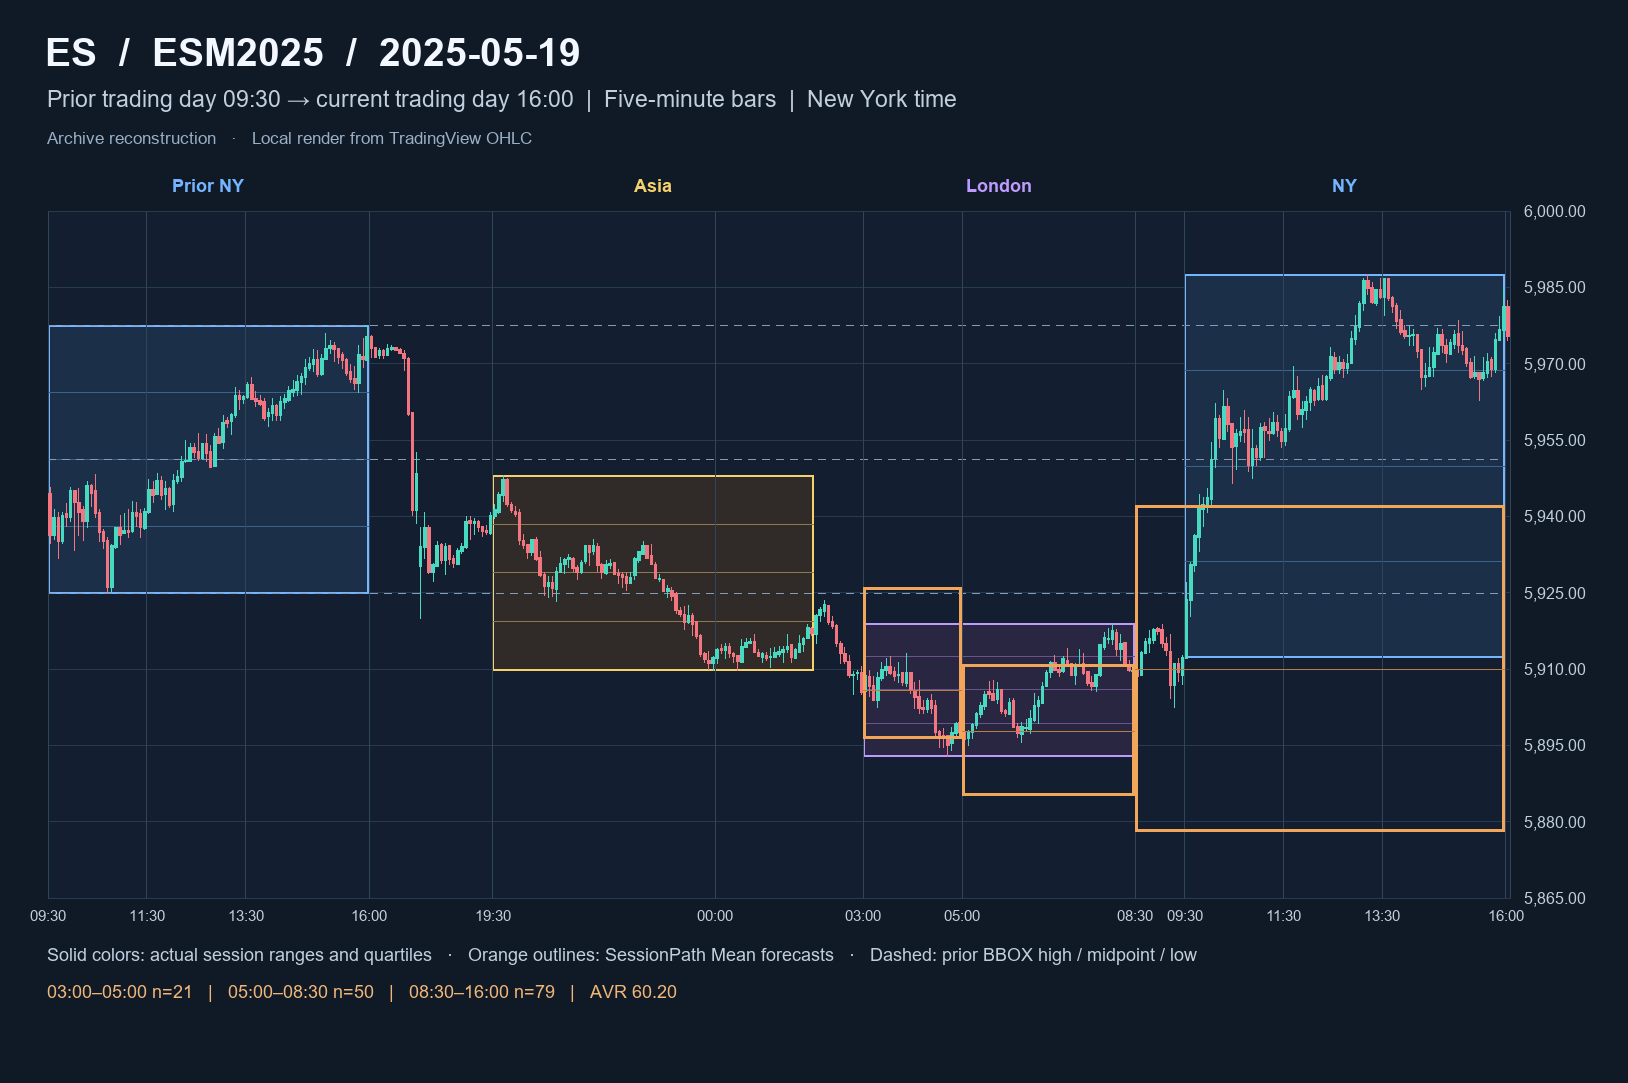 ES / ESM2025 / 2025-05-19
Prior trading day 09:30 → current trading day 16:00 | Five-minute bars | New York time
Archive reconstruction · Local render from TradingView OHLC
Prior NY Asia London NY
6,000.00
5,985.00
5,970.00
5,955.00
5,940.00
5,925.00
5,910.00
5,895.00
5,880.00
5,865.00
09:30 11:30 13:30 16:00 19:30 00:00 03:00 05:00 08:30 09:30 11:30 13:30 16:00
Solid colors: actual session ranges and quartiles · Orange outlines: SessionPath Mean forecasts · Dashed: prior BBOX high / midpoint / low
03:00–05:00 n=21 | 05:00–08:30 n=50 | 08:30–16:00 n=79 | AVR 60.20